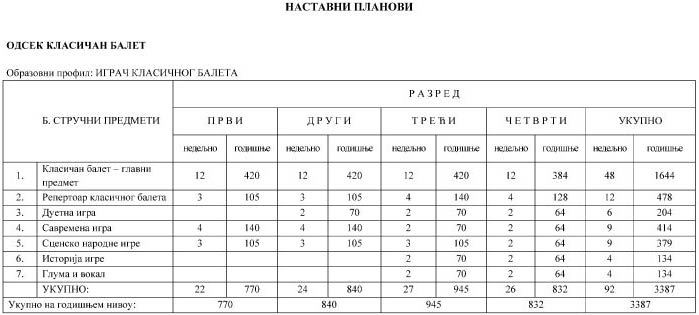 НАСТАВНИ ПЛАНОВИ
ОДСЕК КЛАСИЧАН БАЛЕТ
Образовни профил: ИГРАЧ КЛАСИЧНОГ БАЛЕТА
Б. СТРУЧНИ ПРЕДМЕТИ
Р А З Р Е Д
П Р В И Д Р У Г И Т Р Е Ћ И Ч Е Т В Р Т И УКУПНО
недељно годишње недељно годишње недељно годишње недељно годишње недељно годишње
1. Класичан балет – главни
предмет 12 420 12 420 12 420 12 384 48 1644
2. Репертоар класичног балета 3 105 3 105 4 140 4 128 12 478
3. Дуетна игра 2 70 2 70 2 64 6 204
4. Савремена игра 4 140 4 140 2 70 2 64 9 414
5. Сценско народне игре 3 105 3 105 3 105 2 64 9 379
6. Историја игре 2 70 2 64 4 134
7. Глума и вокал 2 70 2 64 4 134
УКУПНО: 22 770 24 840 27 945 26 832 92 3387
Укупно на годишњем нивоу: 770 840 945 832 3387